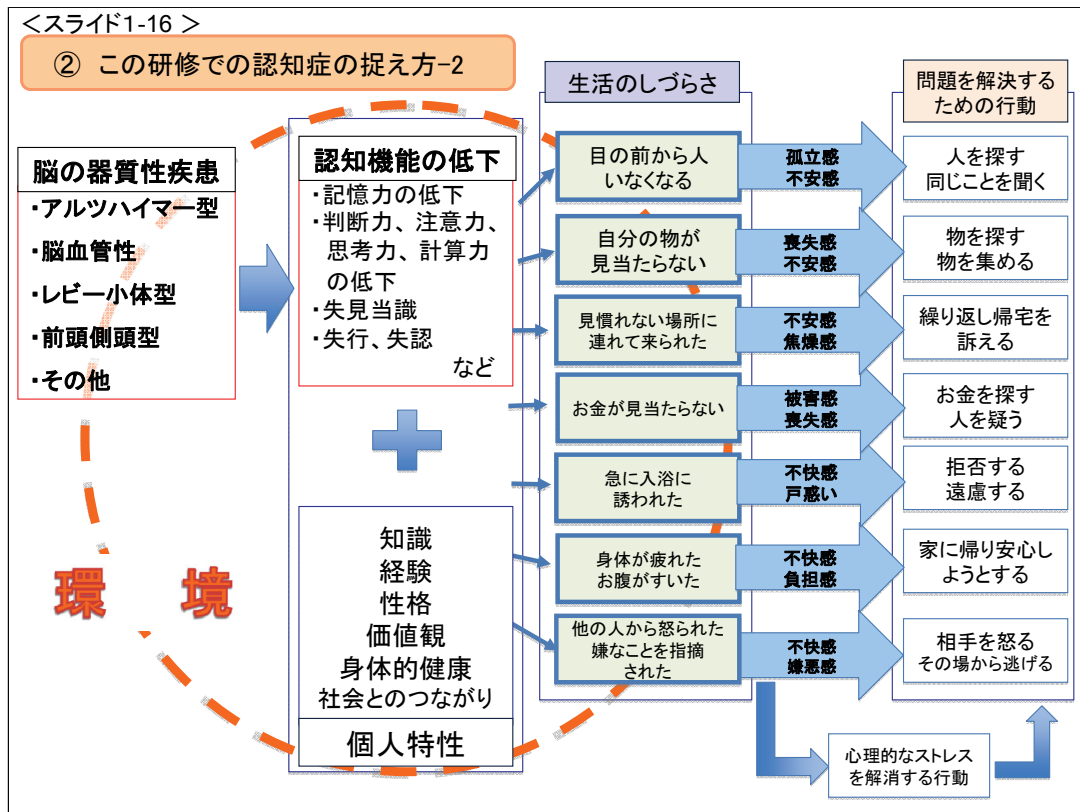 ＜スライド1-16 ＞
② この研修での認知症の捉え方-2
脳の器質性疾患
・アルツハイマー型
・脳血管性
・レビー小体型
・前頭側頭型
・その他
環 境
認知機能の低下
・記憶力の低下
・判断力、注意力、
思考力、計算力
の低下
・失見当識
・失行、失認
など
知識
経験
性格
価値観
身体的健康
社会とのつながり
個人特性
生活のしづらさ
目の前から人
いなくなる
自分の物が
見当たらない
見慣れない場所に
連れて来られた
お金が見当たらない
急に入浴に
誘われた
身体が疲れた
お腹がすいた
他の人から怒られた
嫌なことを指摘
された
孤立感
不安感
喪失感
不安感
不安感
焦燥感
被害感
喪失感
不快感
戸惑い
不快感
負担感
不快感
嫌悪感
問題を解決する
ための行動
人を探す
同じことを聞く
物を探す
物を集める
繰り返し帰宅を
訴える
お金を探す
人を疑う
拒否する
遠慮する
家に帰り安心し
ようとする
相手を怒る
その場から逃げる
心理的なストレス
を解消する行動